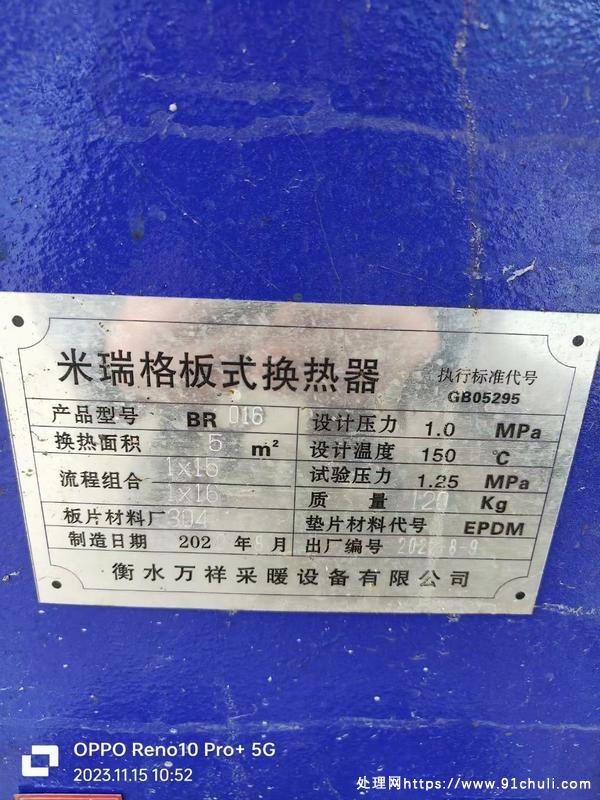 米瑞格板式换热器
执行标准代号
GB05295
产品型号 BR 016
设计压力 1.0 MPa
换热面积 5 m²
设计温度 150 ℃
流程组合 1x15
1x16
试验压力 1.25 MPa
质 量 120 Kg
板片材料厂 304
垫片材料代号 EPDM
制造日期 202 年 8 月
出厂编号
衡水万祥采暖设备有限公司
OPPO Reno10 Pro+ 5G
2023.11.15 10:52
处理网https://www.91chuli.com